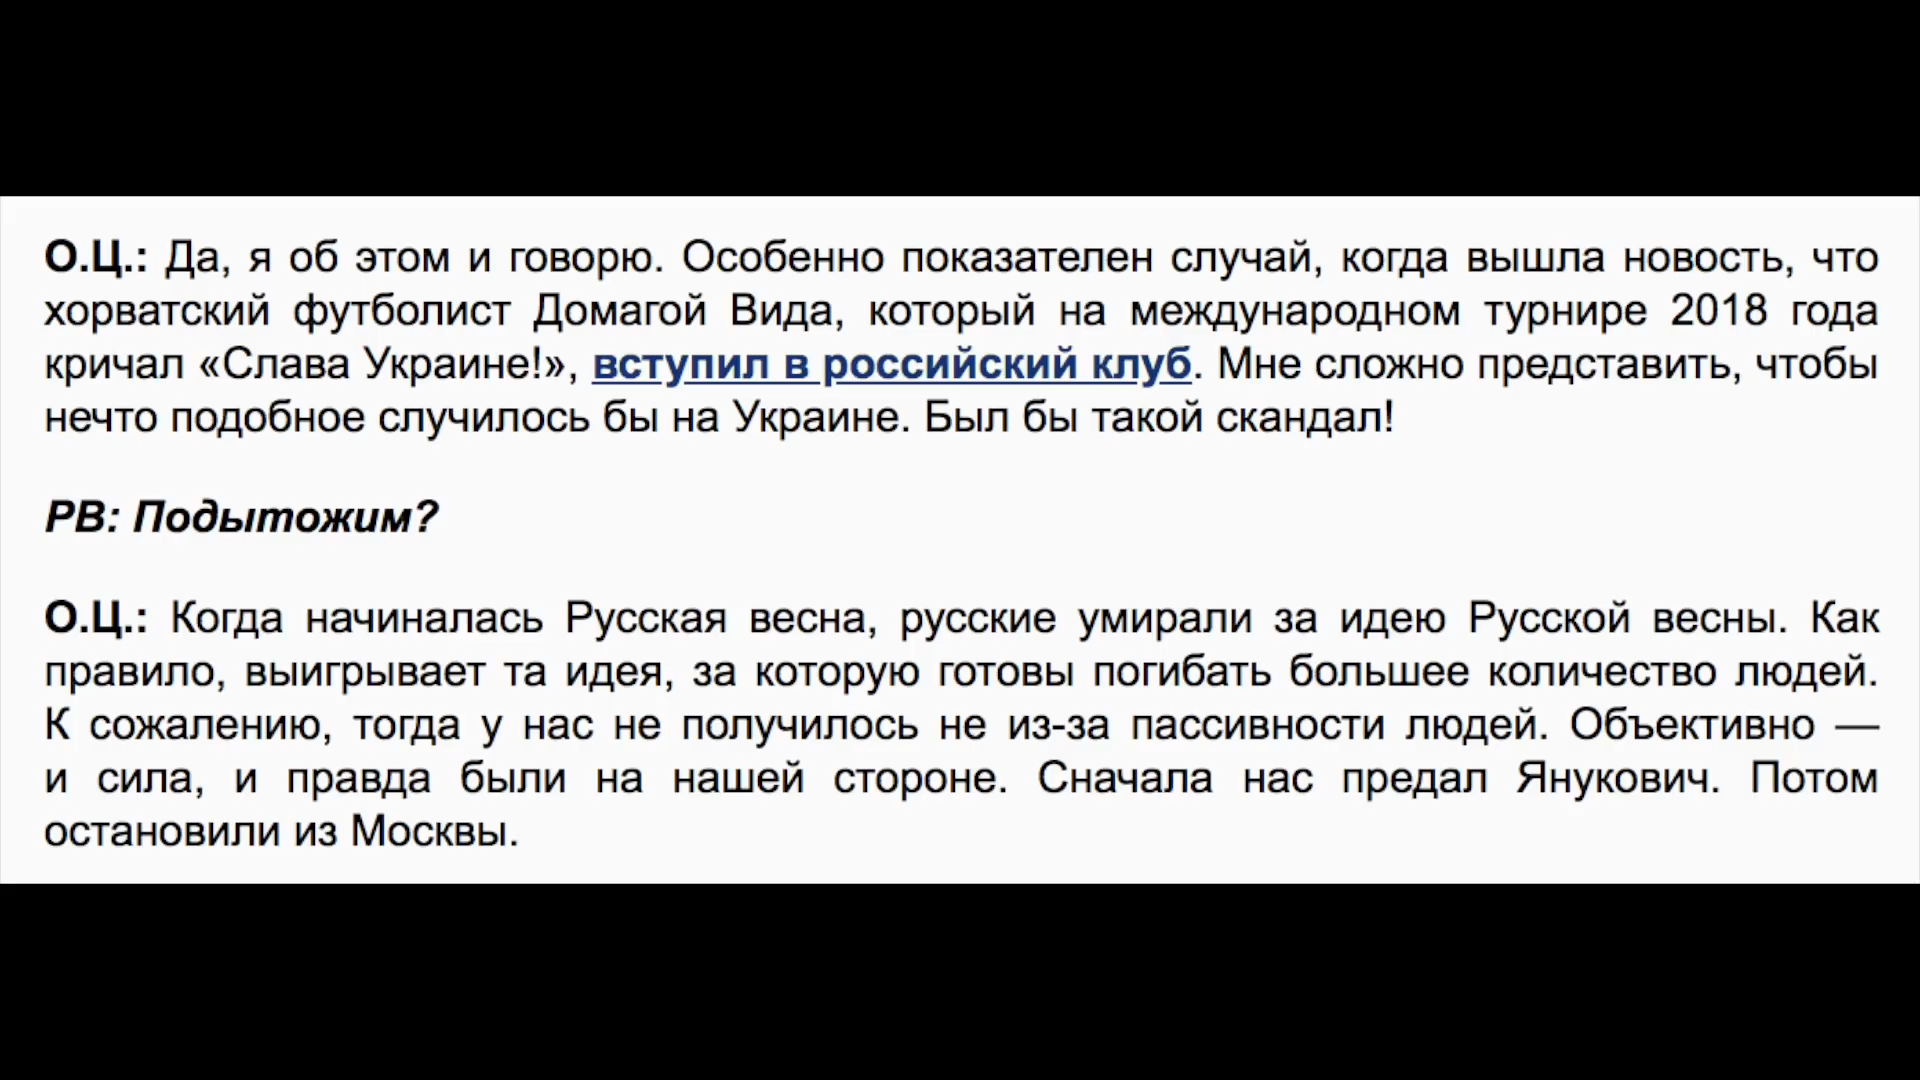 О.Ц.: Да, я об этом и говорю. Особенно показателен случай, когда вышла новость, что
хорватский футболист Домагой Вида, который на международном турнире 2018 года
кричал «Слава Украине!», вступил в российский клуб. Мне сложно представить, чтобы
нечто подобное случилось бы на Украине. Был бы такой скандал!
РВ: Подытожим?
О.Ц.: Когда начиналась Русская весна, русские умирали за идею Русской весны. Как
правило, выигрывает та идея, за которую готовы погибать большее количество людей.
К сожалению, тогда у нас не получилось не из-за пассивности людей. Объективно —
и сила, и правда были на нашей стороне. Сначала нас предал Янукович. Потом
остановили из Москвы.